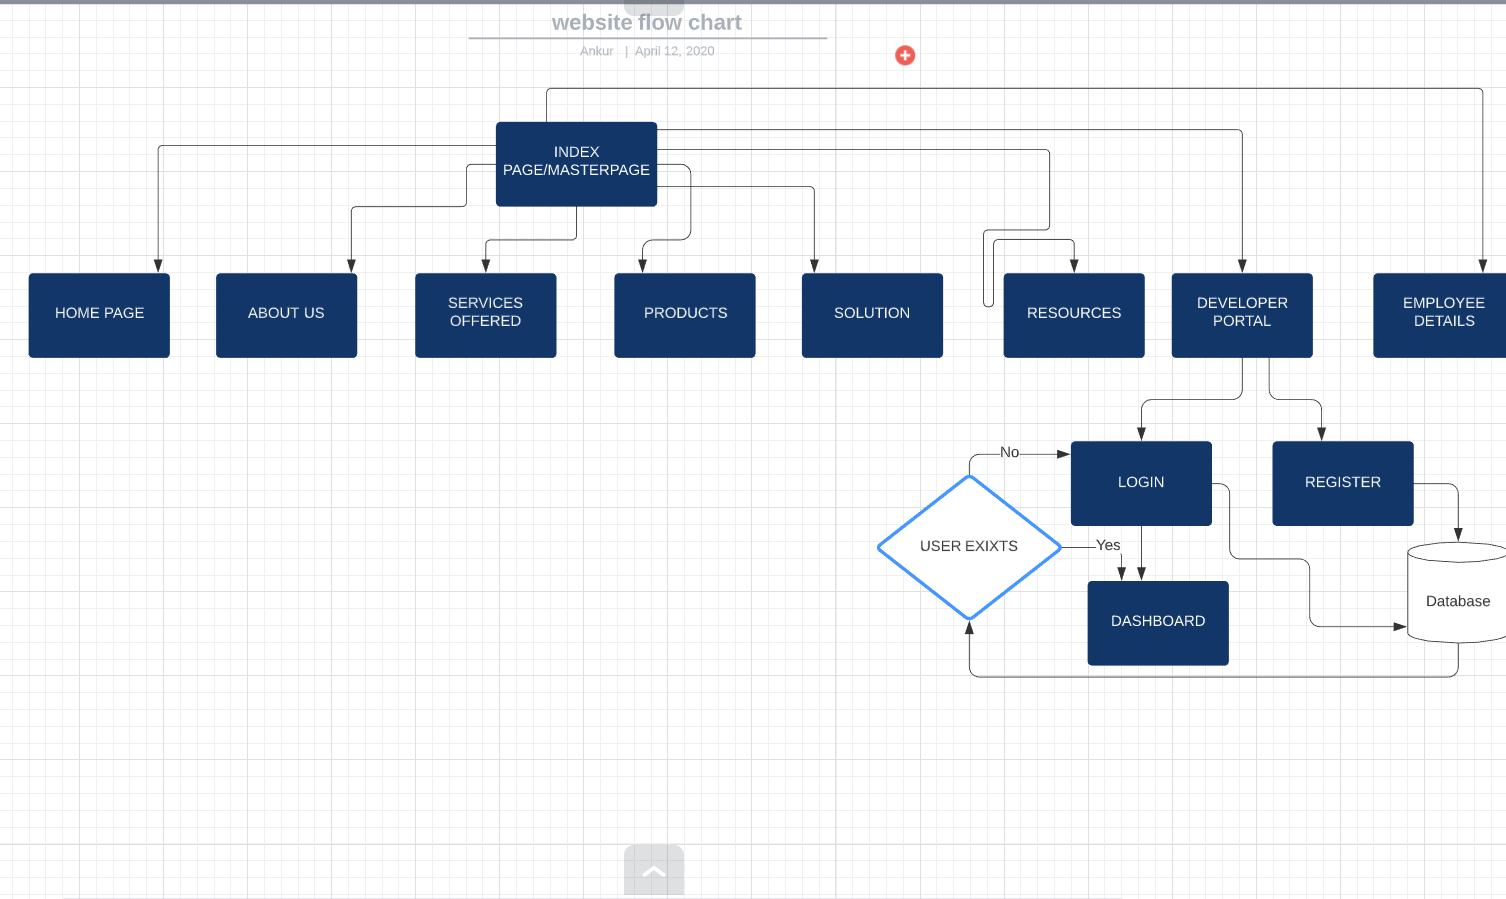 website flow chart
Ankur | April 12, 2020
INDEX
PAGE/MASTERPAGE
HOME PAGE
ABOUT US
SERVICES
OFFERED
PRODUCTS
SOLUTION
RESOURCES
DEVELOPER
PORTAL
EMPLOYEE
DETAILS
No
LOGIN
REGISTER
USER EXIXTS
Yes
Database
DASHBOARD